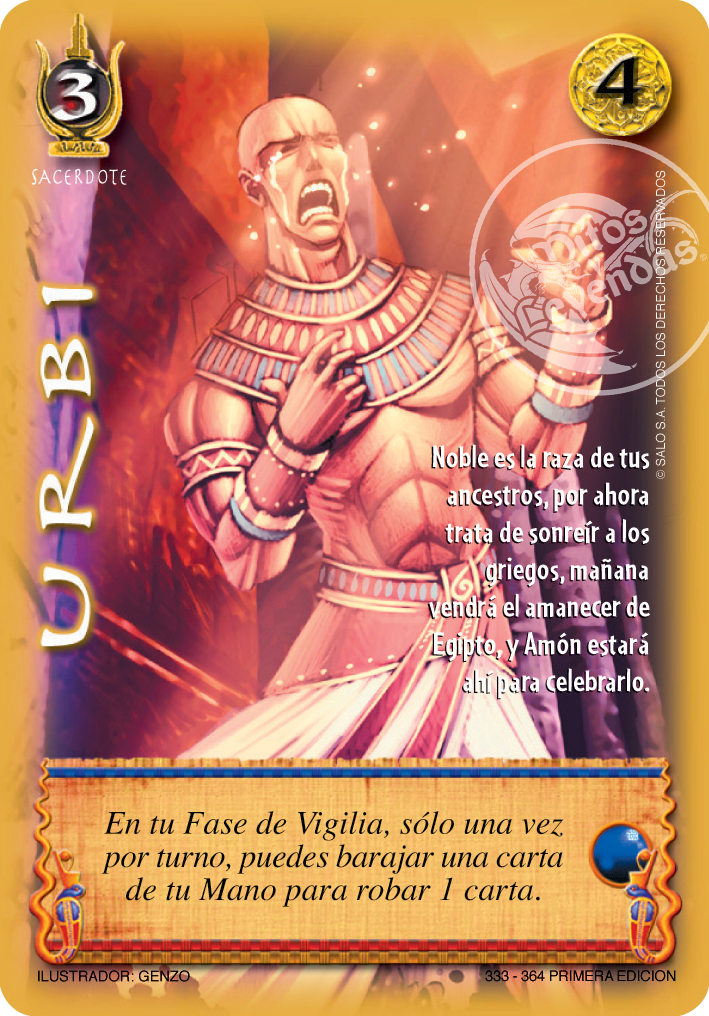 3
4
SACERDOTE
Mitos
y Leyendas
©
© SALO S.A. TODOS LOS DERECHOS RESERVADOS
URBI
Noble es la raza de tus
ancestros, por ahora
trata de sonreír a los
griegos, mañana
vendrá el amanecer de
Egipto, y Amón estará
ahí para celebrarlo.
En tu Fase de Vigilia, sólo una vez
por turno, puedes barajar una carta
de tu Mano para robar 1 carta.
ILUSTRADOR: GENZO
333 - 364 PRIMERA EDICION